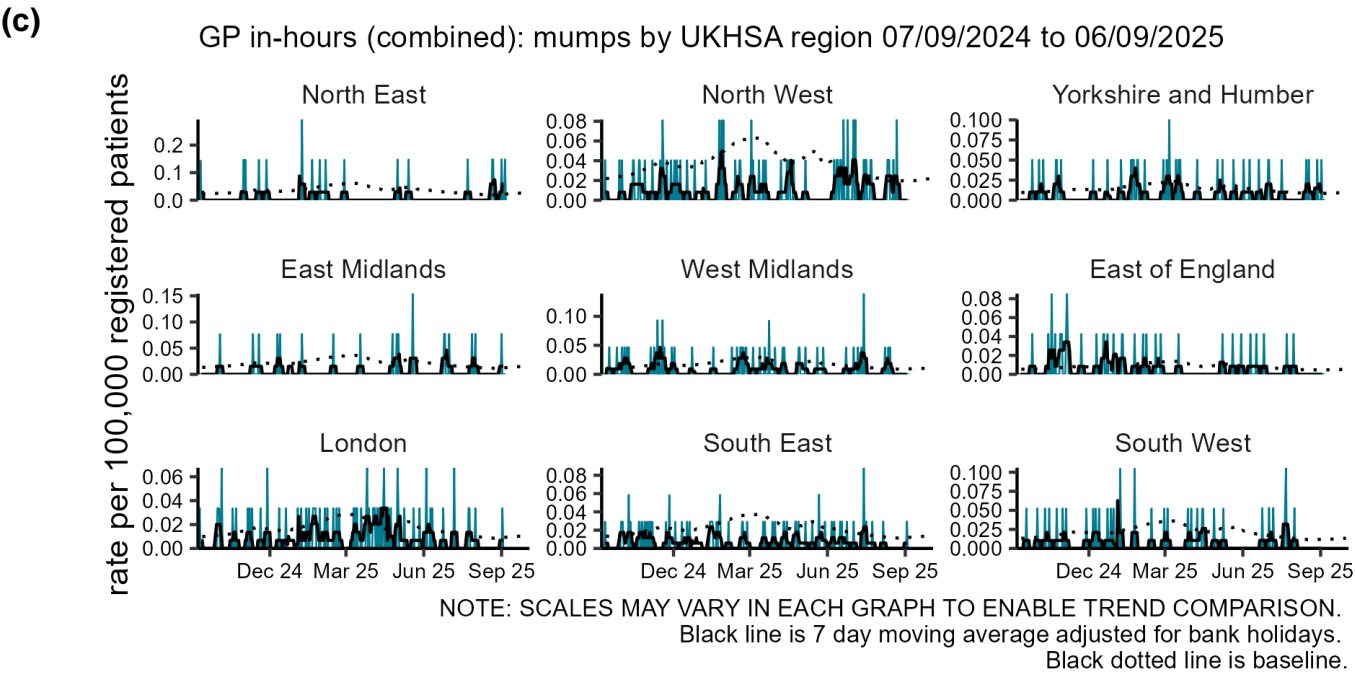 (c)
GP in-hours (combined): mumps by UKHSA region 07/09/2024 to 06/09/2025
rate per 100,000 registered patients
North East
0.2
0.1
0.0
North West
0.08
0.06
0.04
0.02
0.00
Yorkshire and Humber
0.100
0.075
0.050
0.025
0.000
East Midlands
0.15
0.10
0.05
0.00
West Midlands
0.10
0.05
0.00
East of England
0.08
0.06
0.04
0.02
0.00
London
0.06
0.04
0.02
0.00
Dec 24 Mar 25 Jun 25 Sep 25
South East
0.08
0.06
0.04
0.02
0.00
Dec 24 Mar 25 Jun 25 Sep 25
South West
0.100
0.075
0.050
0.025
0.000
Dec 24 Mar 25 Jun 25 Sep 25
NOTE: SCALES MAY VARY IN EACH GRAPH TO ENABLE TREND COMPARISON.
Black line is 7 day moving average adjusted for bank holidays.
Black dotted line is baseline.